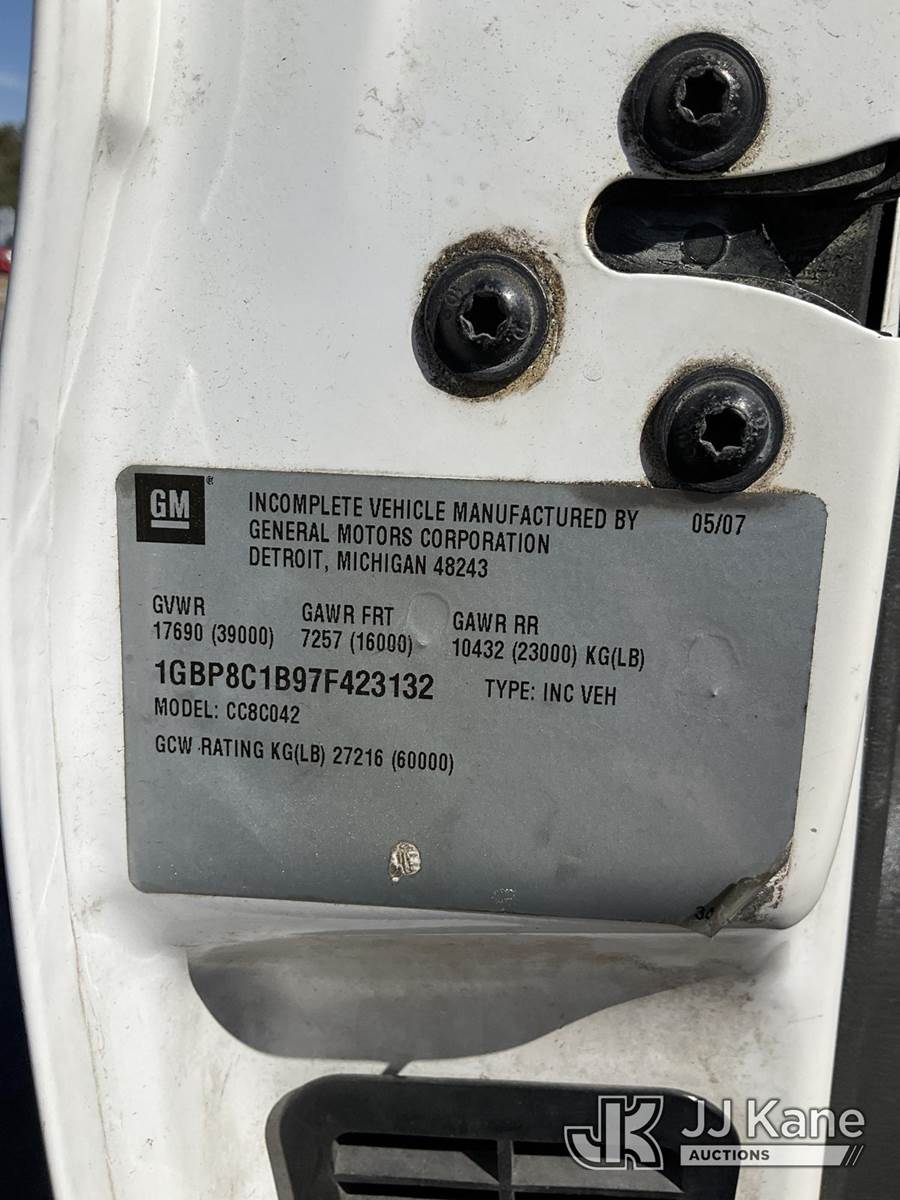 GM ®
INCOMPLETE VEHICLE MANUFACTURED BY 05/07
GENERAL MOTORS CORPORATION
DETROIT, MICHIGAN 48243
GVWR GAWR FRT GAWR RR
17690 (39000) 7257 (16000) 10432 (23000) KG(LB)
1GBP8C1B97F423132 TYPE: INC VEH
MODEL: CC8C042
GCW RATING KG(LB) 27216 (60000)
JK JJ Kane
AUCTIONS